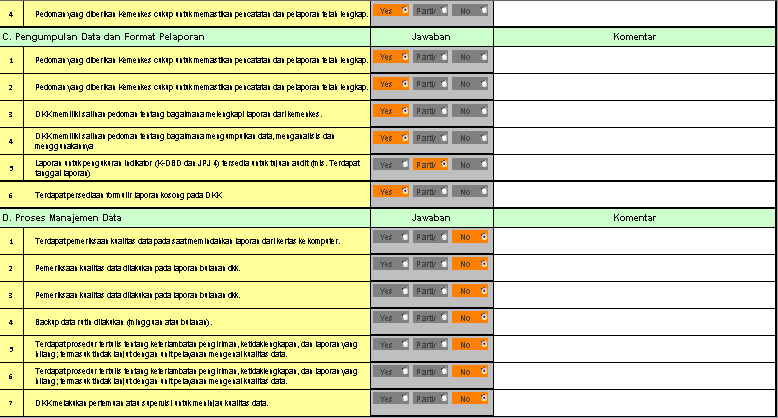 4 Pedoman yang diberikan Kemenkes cukup untuk memastikan pencatatan dan pelaporan telah lengkap. Yes Partly No
C. Pengumpulan Data dan Format Pelaporan Jawaban Komentar
1 Pedoman yang diberikan Kemenkes cukup untuk memastikan pencatatan dan pelaporan telah lengkap. Yes Partly No
2 Pedoman yang diberikan Kemenkes cukup untuk memastikan pencatatan dan pelaporan telah lengkap. Yes Partly No
3 DKK memiliki salinan pedoman tentang bagaimana melengkapi laporan dari kemenkes. Yes Partly No
4 DKK memiliki salinan pedoman tentang bagaimana mengumpulkan data, menganalisis dan
menggunakannya Yes Partly No
5 Laporan untuk pengukuran Indikator (K-DBD dan JPJ 4) tersedia untuk tujuan audit (mis. Terdapat
tanggal laporan) Yes Partly No
6 Terdapat persediaan formulir laporan kosong pada DKK Yes Partly No
D. Proses Manajemen Data Jawaban Komentar
1 Terdapat pemeriksaan kualitas data pada saat memindahkan laporan dari kertas ke komputer. Yes Partly No
2 Pemeriksaan kualitas data dilakukan pada laporan bulanan dkk. Yes Partly No
3 Pemeriksaan kualitas data dilakukan pada laporan bulanan dkk. Yes Partly No
4 Backup data rutin dilakukan (mingguan atau bulanan). Yes Partly No
5 Terdapat prosedur tertulis tentang keterlambatan pengiriman, ketidaklengkapan, dan laporan yang
hilang; termasuk tindak lanjut dengan unit pelayanan mengenai kualitas data. Yes Partly No
6 Terdapat prosedur tertulis tentang keterlambatan pengiriman, ketidaklengkapan, dan laporan yang
hilang; termasuk tindak lanjut dengan unit pelayanan mengenai kualitas data. Yes Partly No
7 DKK melakukan pertemuan atau supervisi untuk meninjau kualitas data. Yes Partly No